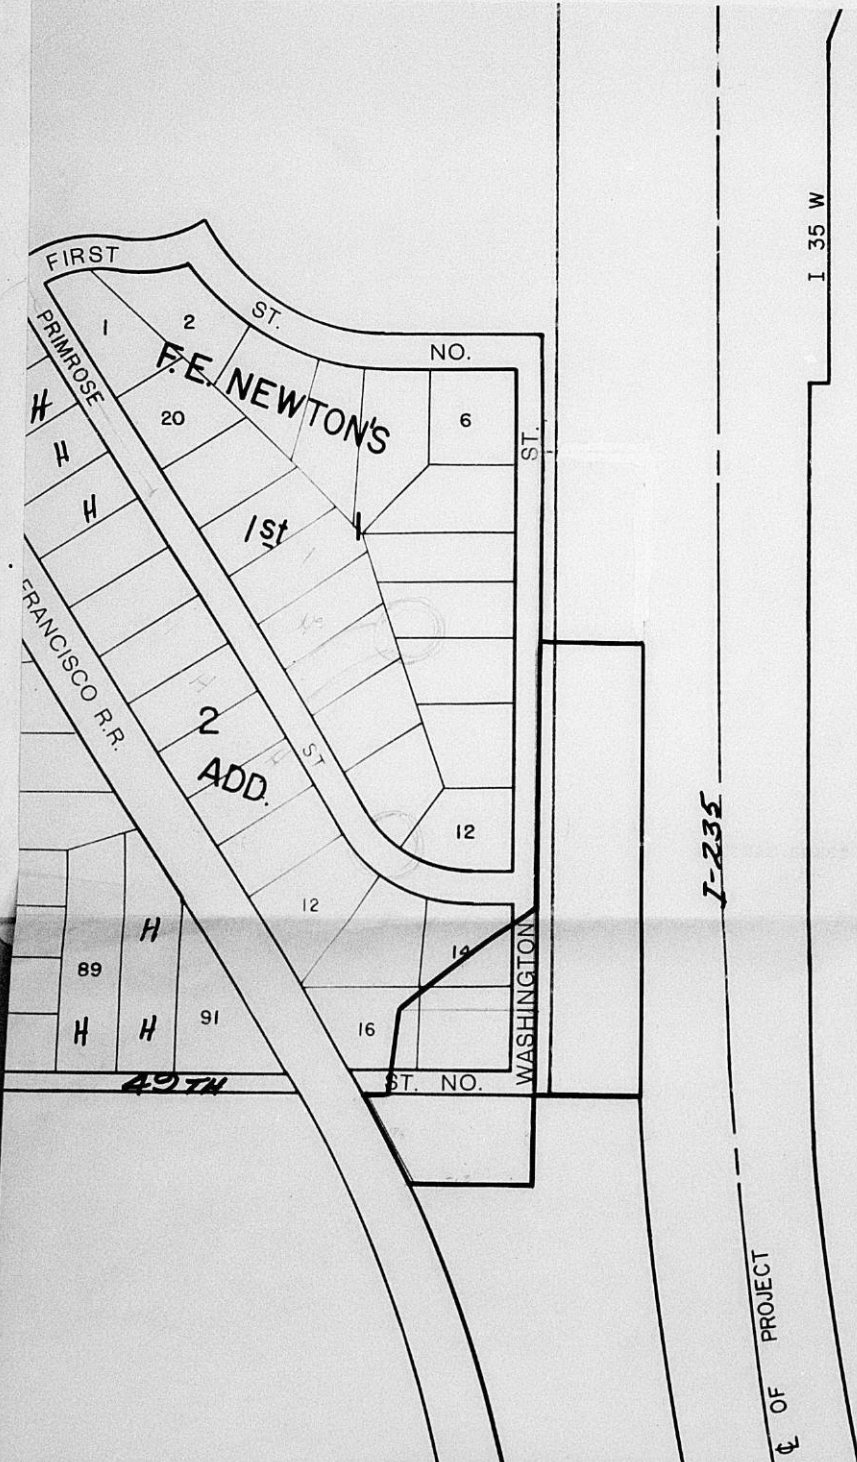 I 35 W
FIRST
ST.
NO.
PRIMROSE
1
2
F. E. NEWTON'S
6
ST.
20
H
H
H
1st
1
FRANCISCO R.R.
H
2
ST
ADD.
12
I-235
12
H
14
89
WASHINGTON
H
H
91
16
49TH
ST. NO.
℄ OF PROJECT